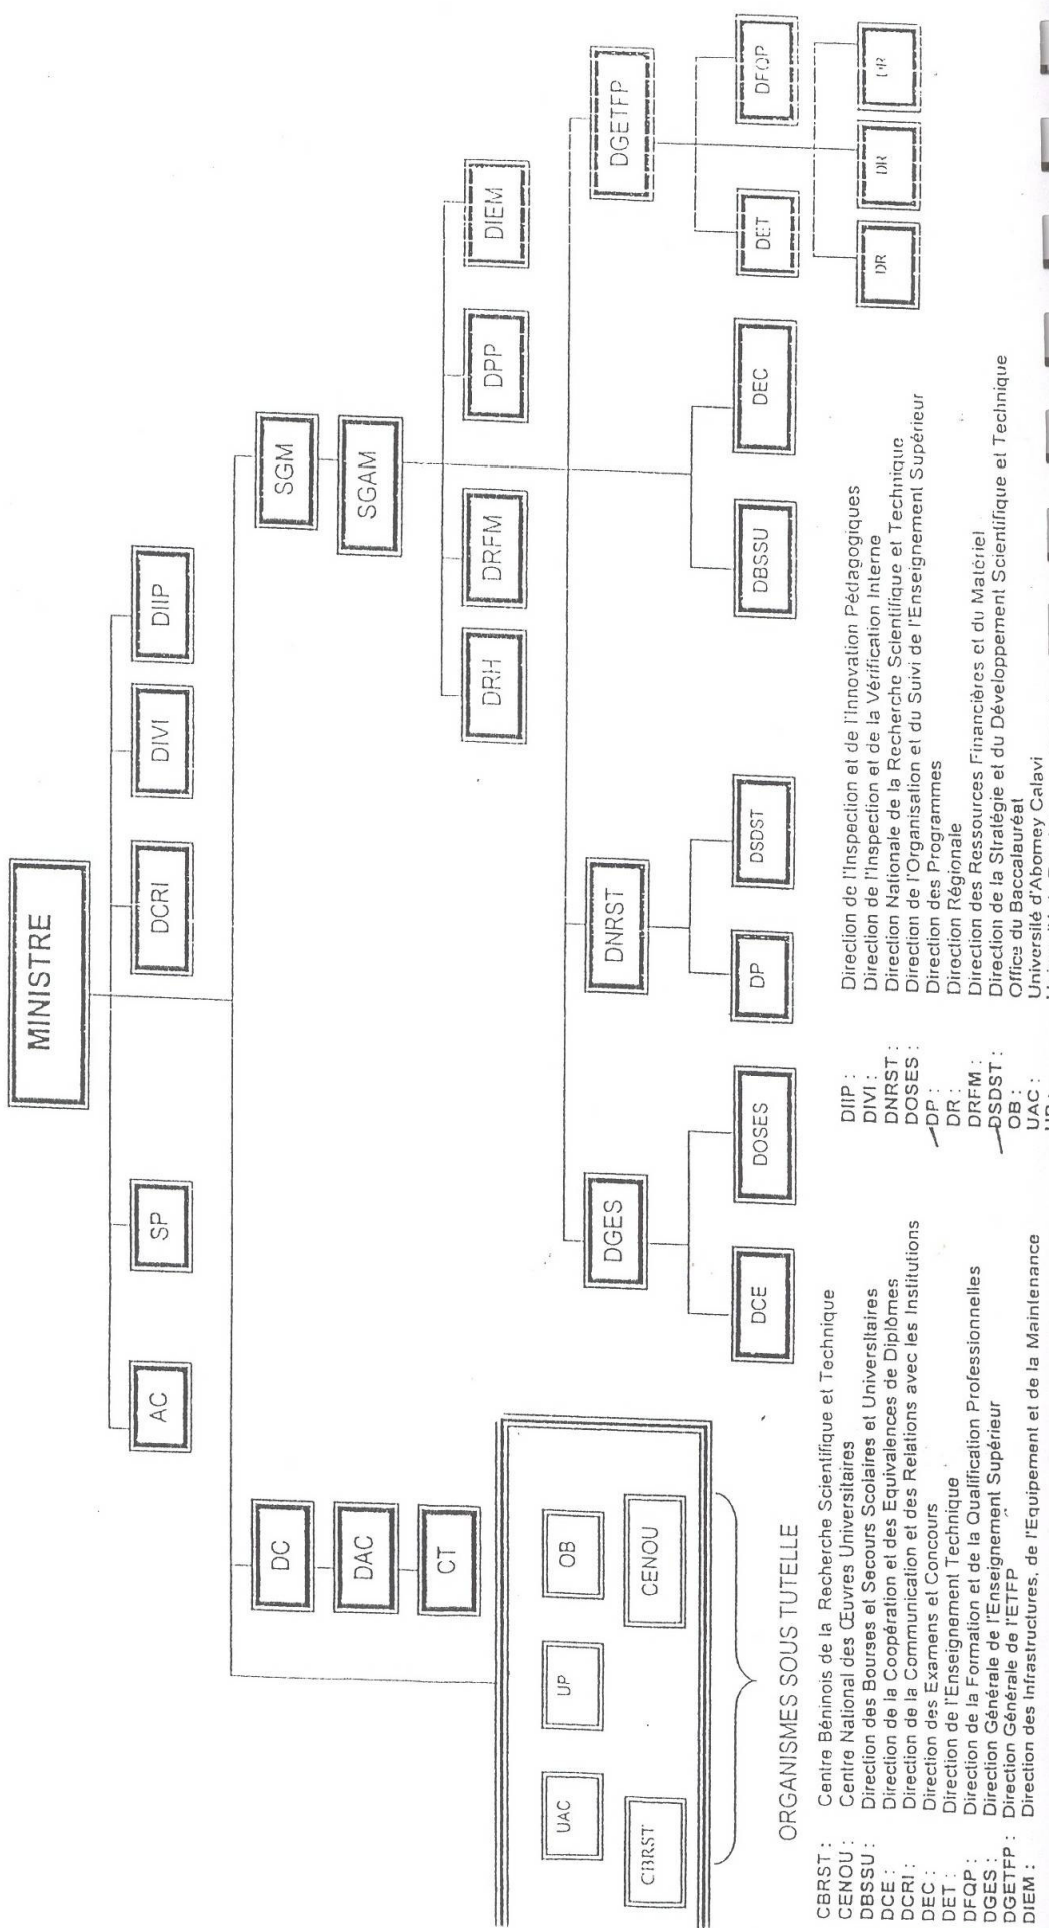 MINISTRE
AC
SP
DCRI
DIVI
DIIP
DC
SGM
DAC
SGAM
CT
DRH
DRFM
DPP
DIEM
UAC
UP
OB
CBRST
CENOU
ORGANISMES SOUS TUTELLE
DGES
DNRST
DGETFP
DCE
DOSES
DP
DSDST
DBSSU
DEC
DET
DFQP
DR
DR
DR
CBRST : Centre Béninois de la Recherche Scientifique et Technique
CENOU : Centre National des Œuvres Universitaires
DBSSU : Direction des Bourses et Secours Scolaires et Universitaires
DCE : Direction de la Coopération et des Equivalences de Diplômes
DCRI : Direction de la Communication et des Relations avec les Institutions
DEC : Direction des Examens et Concours
DET : Direction de l'Enseignement Technique
DFQP : Direction de la Formation et de la Qualification Professionnelles
DGES : Direction Générale de l'Enseignement Supérieur
DGETFP : Direction Générale de l'ETFP
DIEM : Direction des Infrastructures, de l'Equipement et de la Maintenance
DIIP : Direction de l'Inspection et de l'Innovation Pédagogiques
DIVI : Direction de l'Inspection et de la Vérification Interne
DNRST : Direction Nationale de la Recherche Scientifique et Technique
DOSES : Direction de l'Organisation et du Suivi de l'Enseignement Supérieur
DP : Direction des Programmes
DR : Direction Régionale
DRFM : Direction des Ressources Financières et du Matériel
DSDST : Direction de la Stratégie et du Développement Scientifique et Technique
OB : Office du Baccalauréat
UAC : Université d'Abomey Calavi